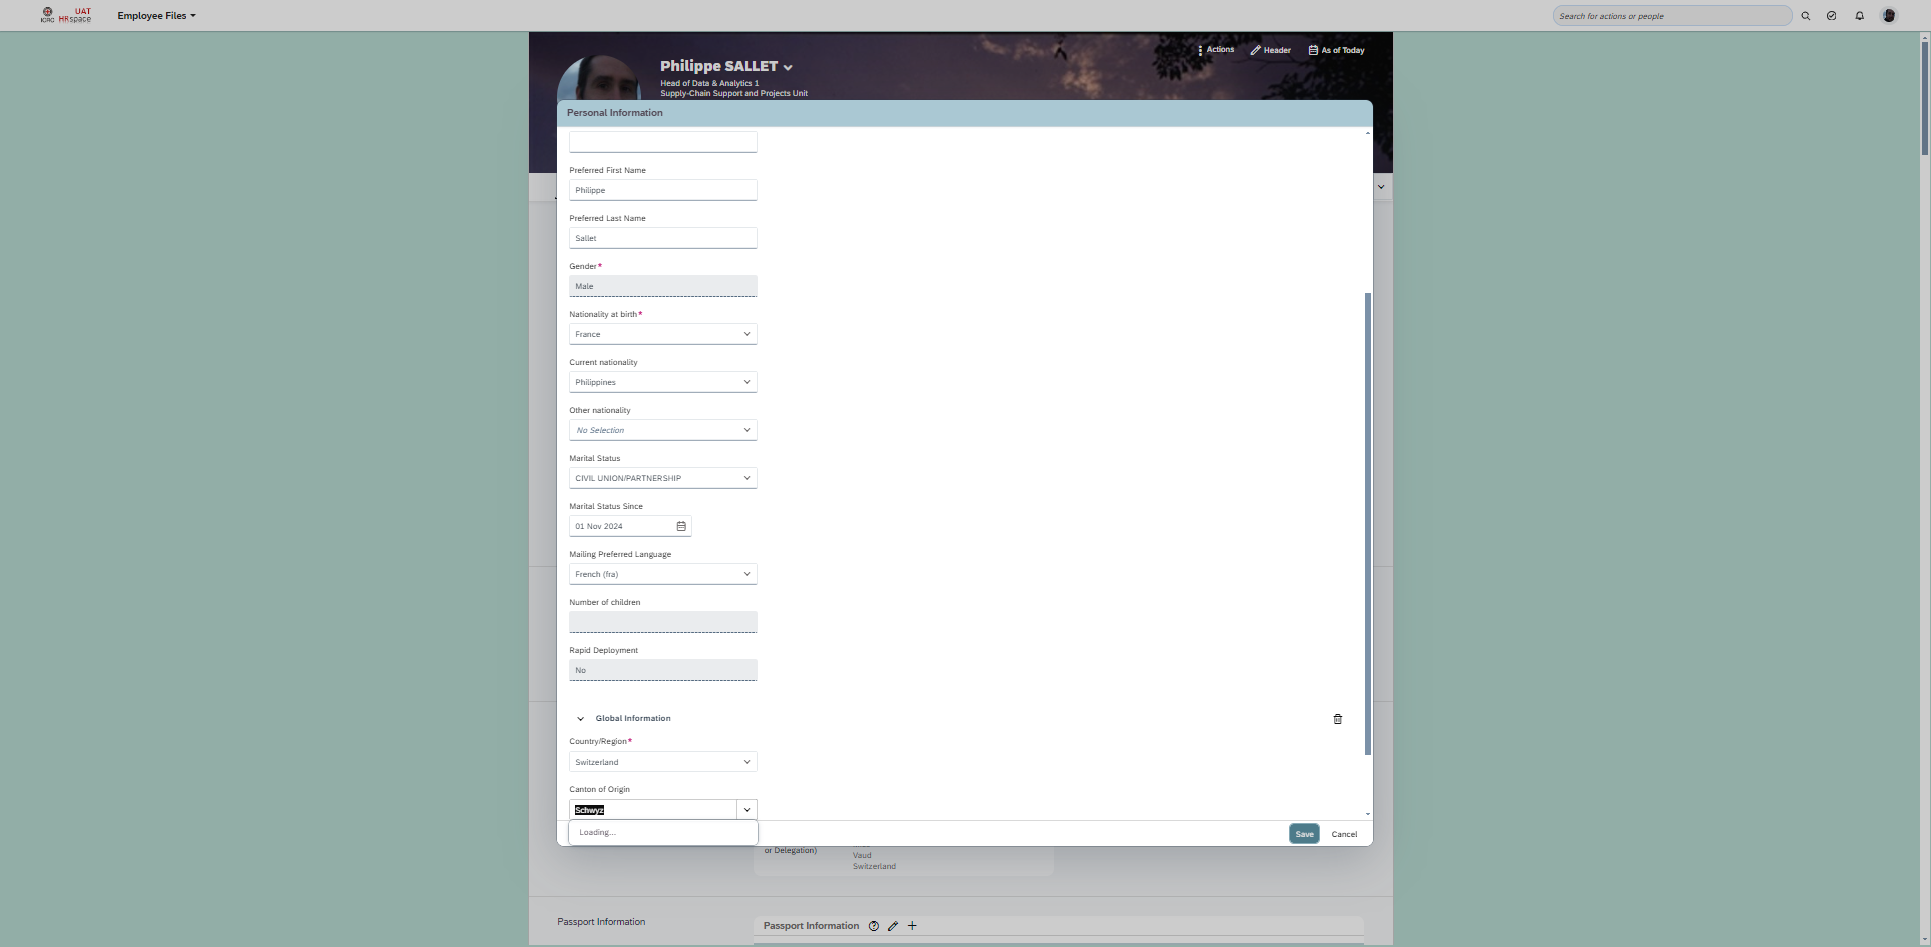 ICRC
UAT
HRspace
Employee Files
Search for actions or people
Actions
Header
As of Today
Philippe SALLET
Head of Data & Analytics 1
Supply-Chain Support and Projects Unit
Personal Information
Preferred First Name
Philippe
Preferred Last Name
Sallet
Gender*
Male
Nationality at birth*
France
Current nationality
Philippines
Other nationality
No Selection
Marital Status
CIVIL UNION/PARTNERSHIP
Marital Status Since
01 Nov 2024
Mailing Preferred Language
French (fra)
Number of children
Rapid Deployment
No
Global Information
Country/Region*
Switzerland
Canton of Origin
Schwyz
Loading...
Save
Cancel
or Delegation)
Vaud
Switzerland
Passport Information
Passport Information